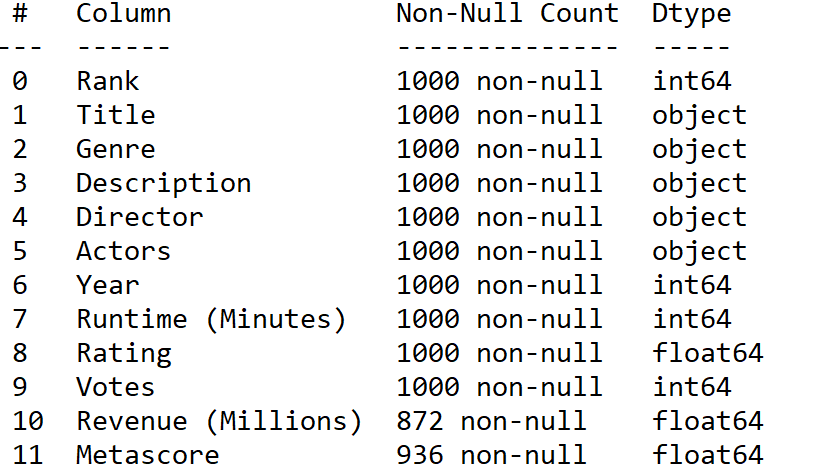 #   Column              Non-Null Count  Dtype
--- ------              --------------  -----
0   Rank                1000 non-null   int64
1   Title               1000 non-null   object
2   Genre               1000 non-null   object
3   Description         1000 non-null   object
4   Director            1000 non-null   object
5   Actors              1000 non-null   object
6   Year                1000 non-null   int64
7   Runtime (Minutes)   1000 non-null   int64
8   Rating              1000 non-null   float64
9   Votes               1000 non-null   int64
10  Revenue (Millions)  872 non-null    float64
11  Metascore           936 non-null    float64